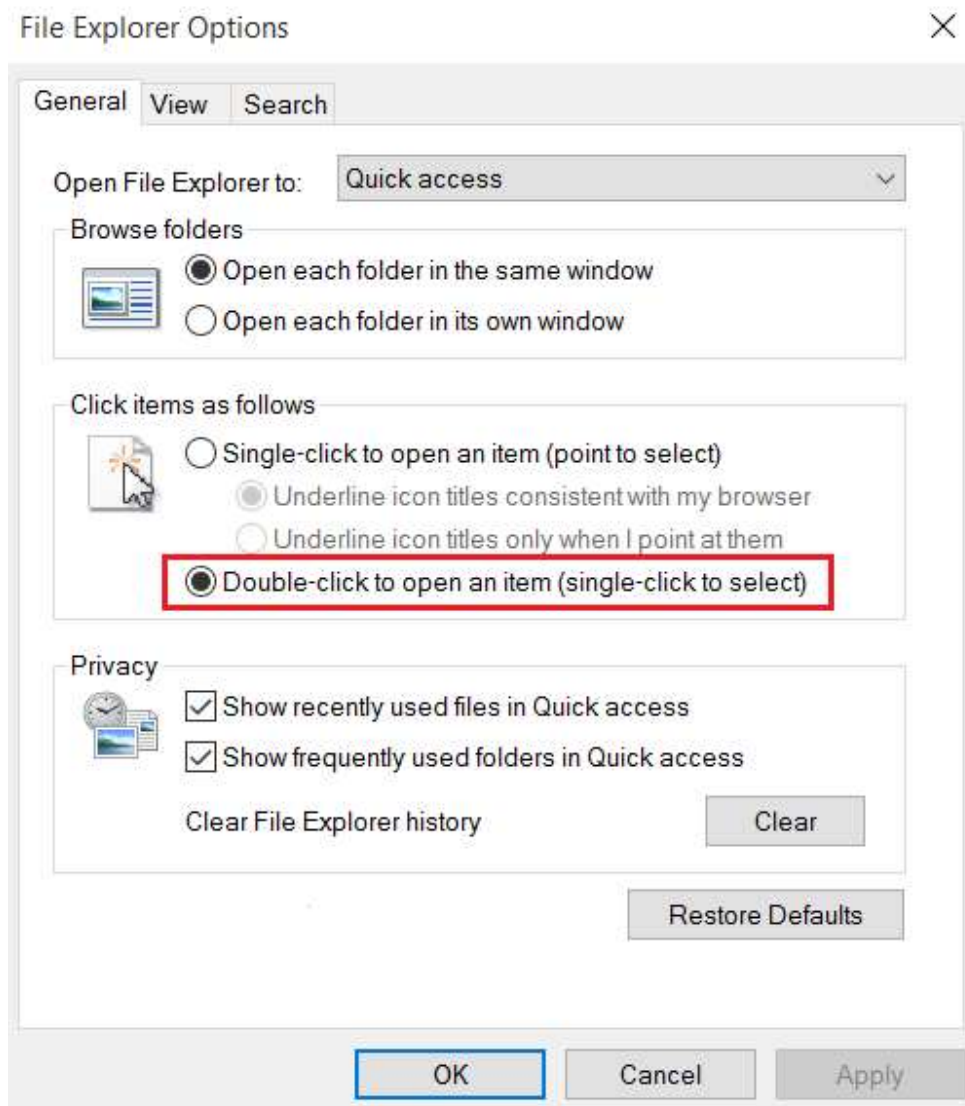 File Explorer Options
General View Search
Open File Explorer to: Quick access
Browse folders
Open each folder in the same window
Open each folder in its own window
Click items as follows
Single-click to open an item (point to select)
Underline icon titles consistent with my browser
Underline icon titles only when I point at them
Double-click to open an item (single-click to select)
Privacy
Show recently used files in Quick access
Show frequently used folders in Quick access
Clear File Explorer history Clear
Restore Defaults
OK Cancel Apply